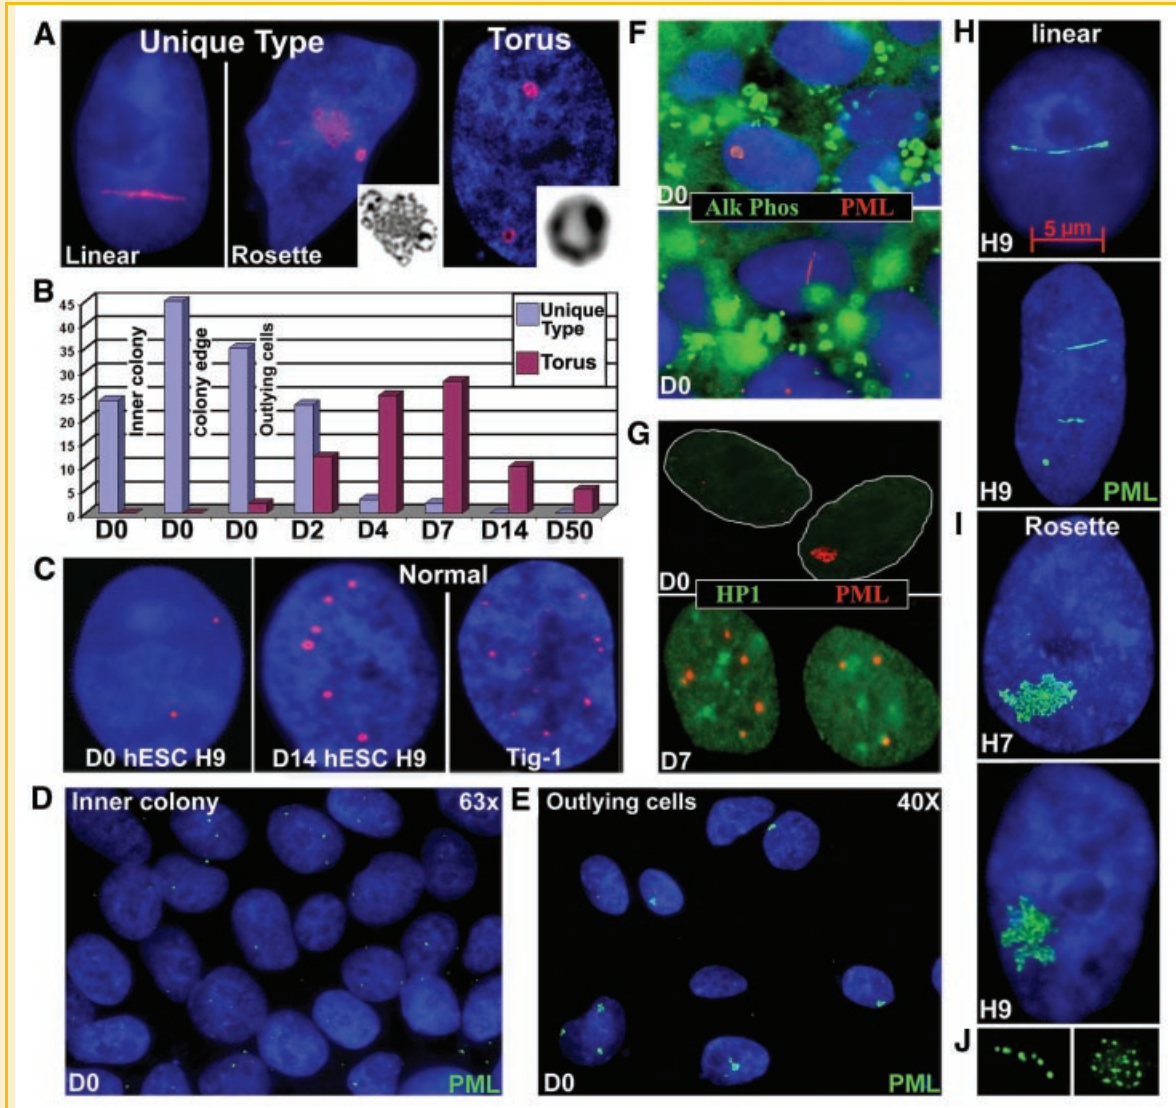 A
Unique Type
Torus
Linear
Rosette
B
45
40
35
30
25
20
15
10
5
0
Inner colony
Colony edge
Outlying cells
Unique
Type
Torus
D0 D0 D0 D2 D4 D7 D14 D50
C
Normal
D0 hESC H9
D14 hESC H9
Tig-1
D
Inner colony
63x
D0
PML
E
Outlying cells
40X
D0
PML
F
D0
Alk Phos PML
D0
G
D0
HP1 PML
D7
H
linear
5 µm
H9
H9
PML
I
Rosette
H7
H9
J